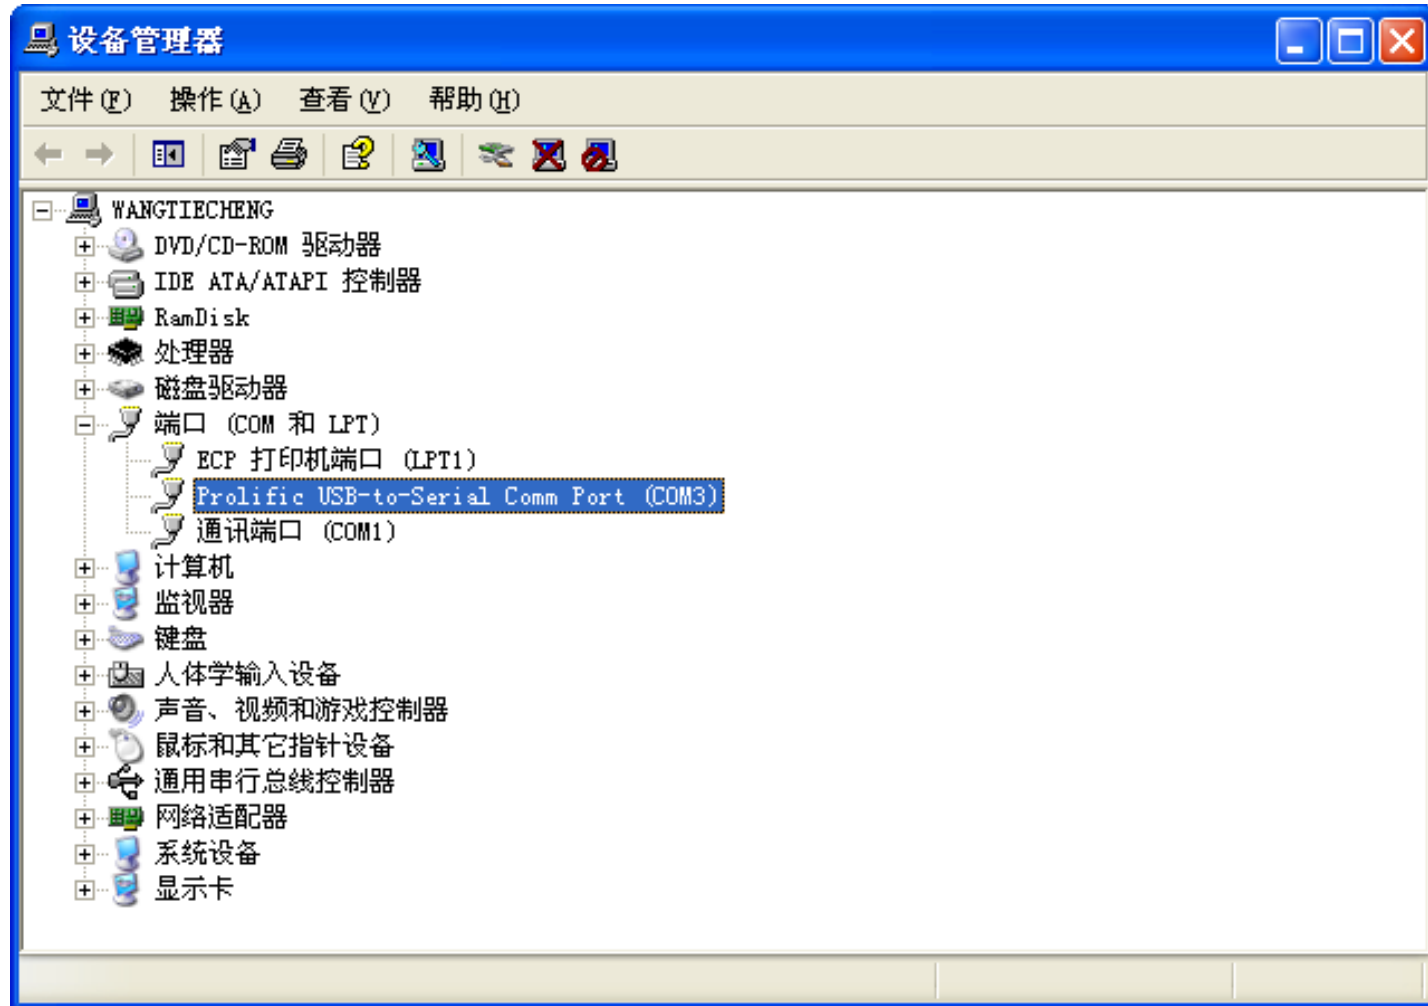 设备管理器
文件(F) 操作(A) 查看(V) 帮助(H)
WANGTIECHENG
DVD/CD-ROM 驱动器
IDE ATA/ATAPI 控制器
RamDisk
处理器
磁盘驱动器
端口 (COM 和 LPT)
ECP 打印机端口 (LPT1)
Prolific USB-to-Serial Comm Port (COM3)
通讯端口 (COM1)
计算机
监视器
键盘
人体学输入设备
声音、视频和游戏控制器
鼠标和其它指针设备
通用串行总线控制器
网络适配器
系统设备
显示卡